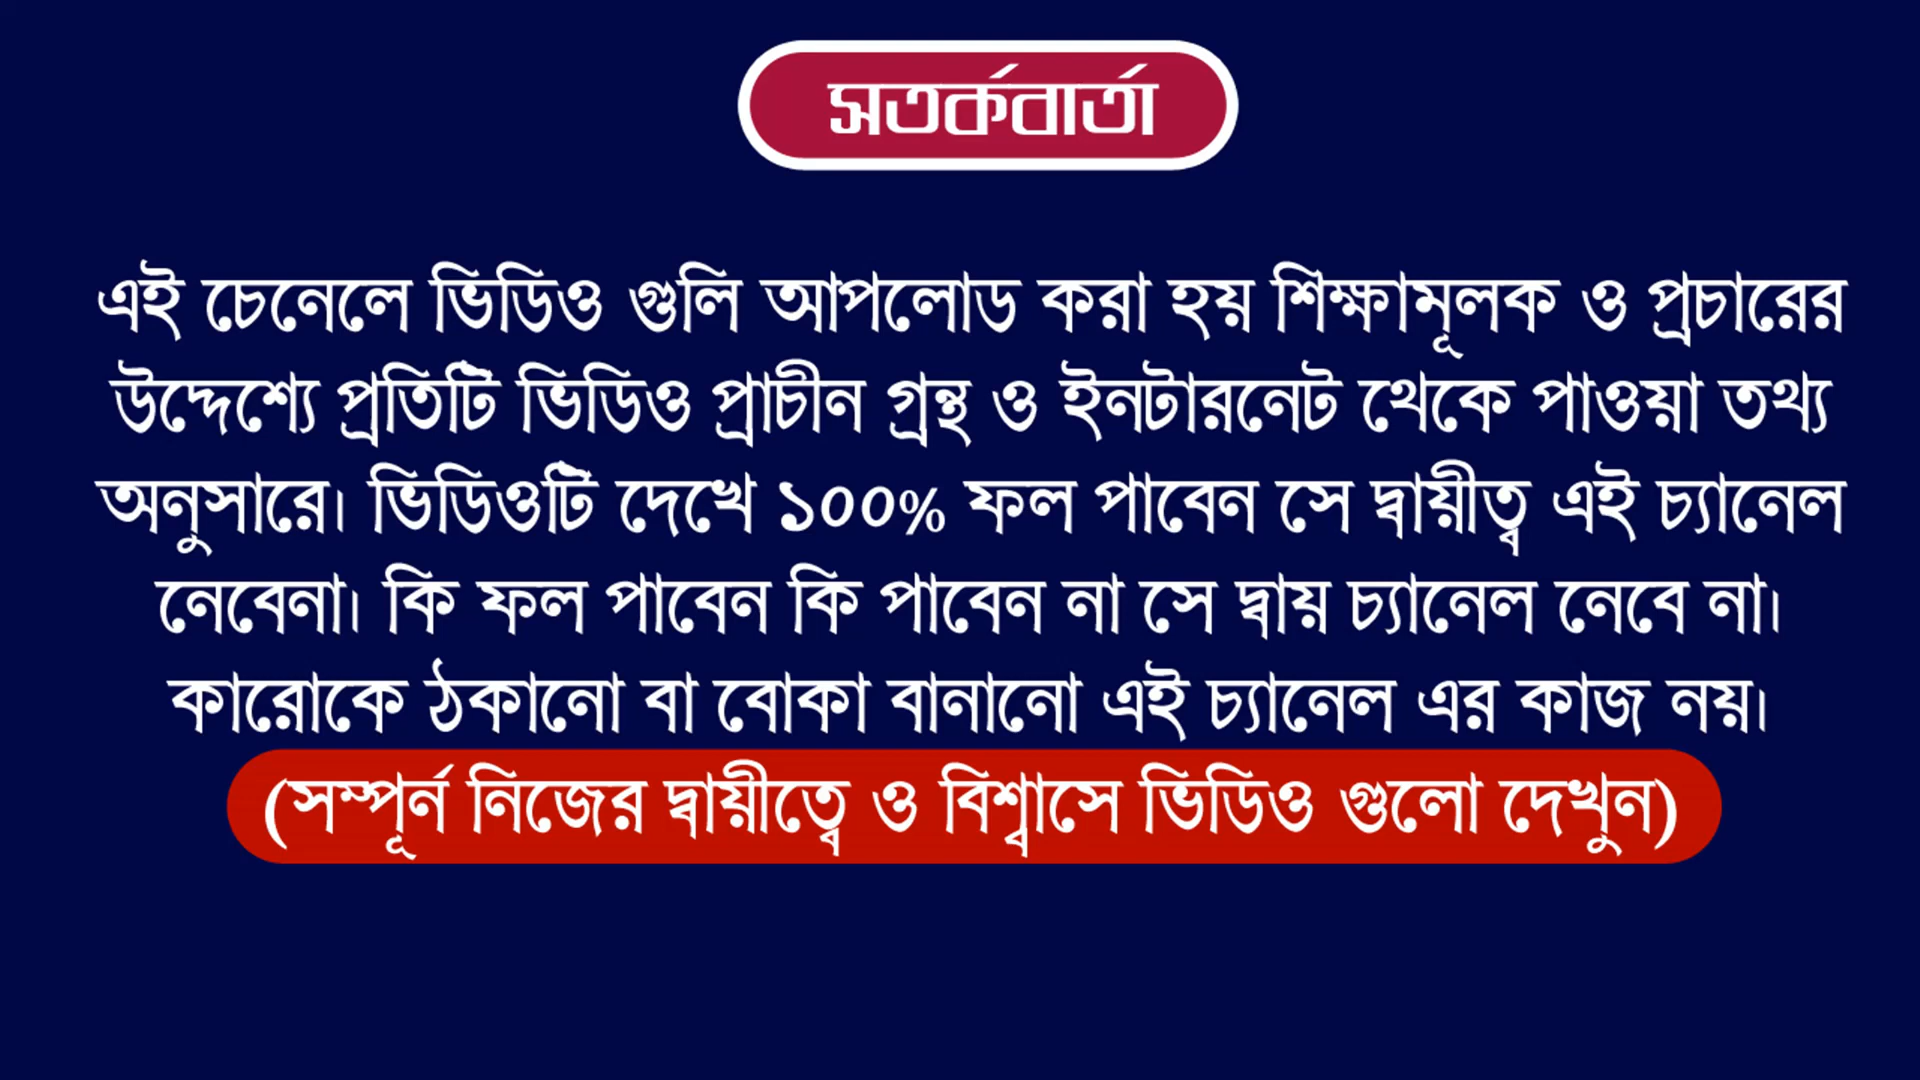 সতর্কবার্তা
এই চেনেলে ভিডিও গুলি আপলোড করা হয় শিক্ষামূলক ও প্রচারের
উদ্দেশ্যে প্রতিটি ভিডিও প্রাচীন গ্রন্থ ও ইনটারনেট থেকে পাওয়া তথ্য
অনুসারে। ভিডিওটি দেখে ১০০% ফল পাবেন সে দ্বায়ীত্ব এই চ্যানেল
নেবেনা। কি ফল পাবেন কি পাবেন না সে দ্বায় চ্যানেল নেবে না।
কারোকে ঠকানো বা বোকা বানানো এই চ্যানেল এর কাজ নয়।
(সম্পূর্ন নিজের দ্বায়ীত্বে ও বিশ্বাসে ভিডিও গুলো দেখুন)